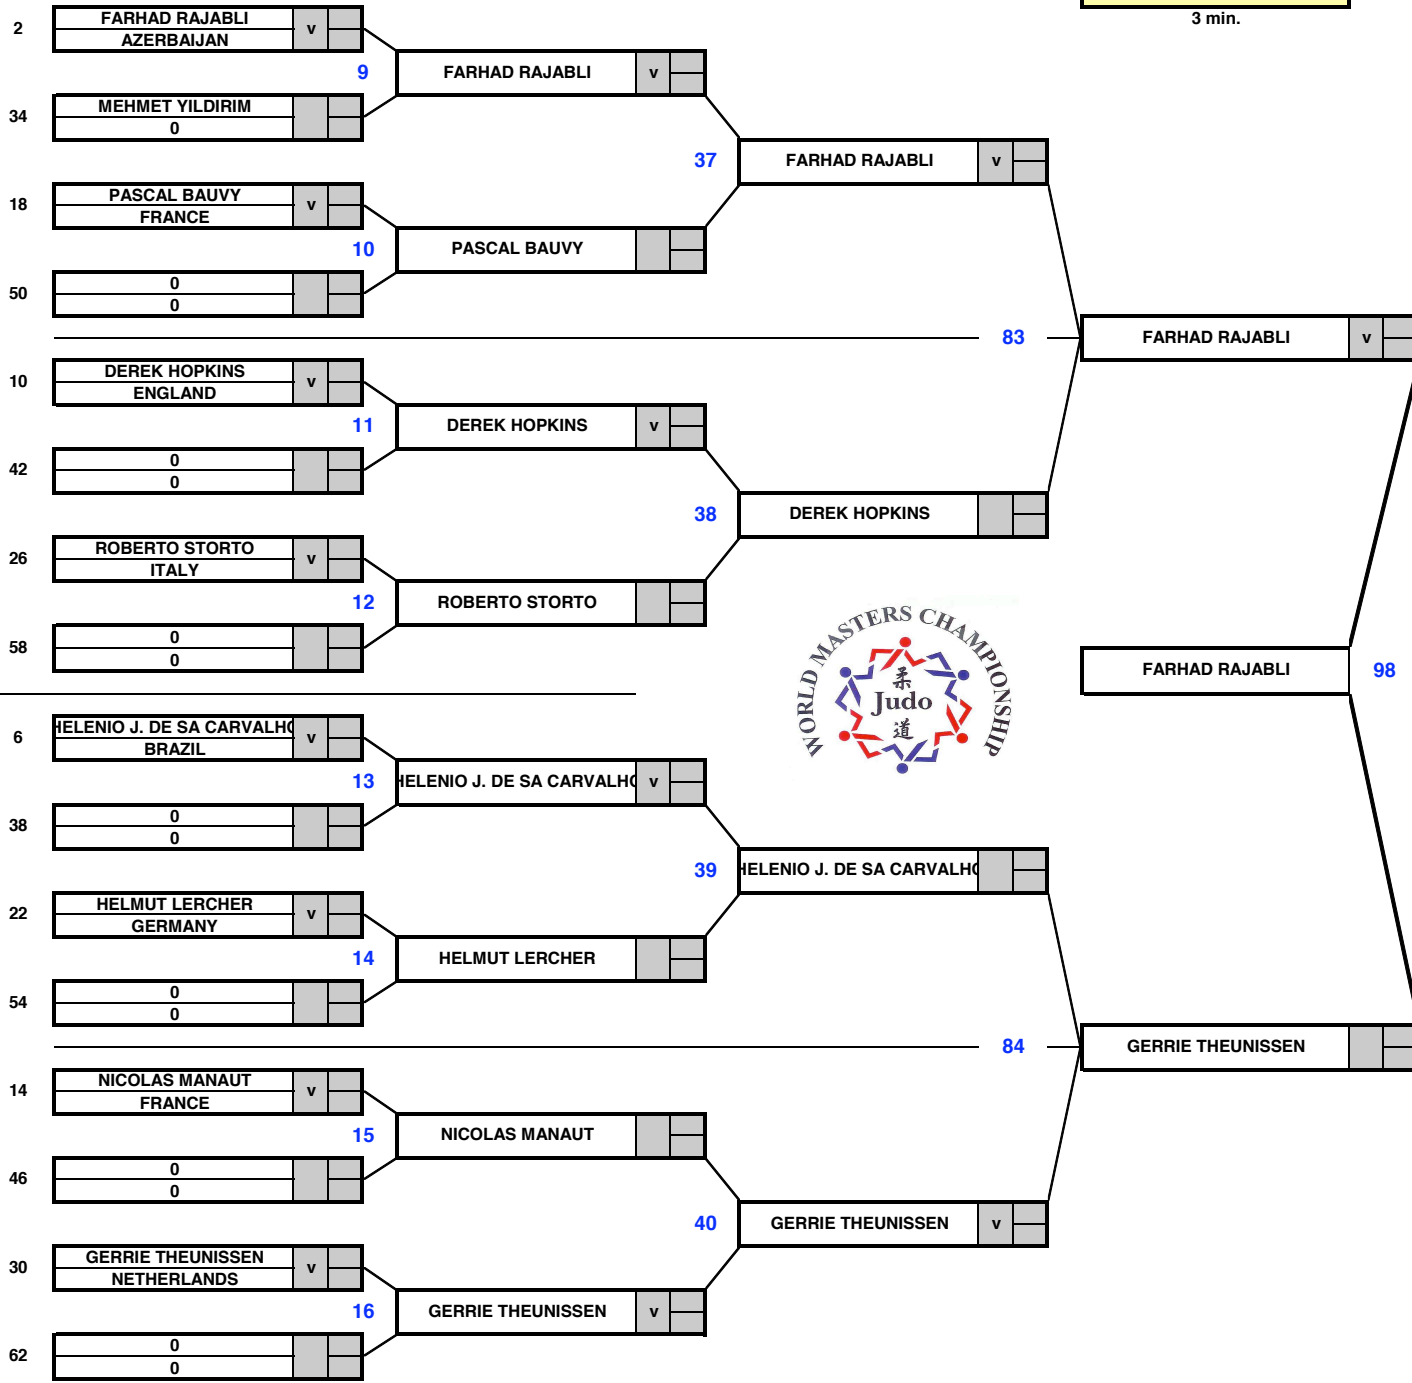 3 min.
2
FARHAD RAJABLI
v
AZERBAIJAN
9
FARHAD RAJABLI
v
34
MEHMET YILDIRIM
0
37
FARHAD RAJABLI
v
18
PASCAL BAUVY
v
FRANCE
10
PASCAL BAUVY
50
0
0
83
FARHAD RAJABLI
v
10
DEREK HOPKINS
v
ENGLAND
11
DEREK HOPKINS
v
42
0
0
38
DEREK HOPKINS
26
ROBERTO STORTO
v
ITALY
12
ROBERTO STORTO
58
0
0
WORLD MASTERS CHAMPIONSHIP
柔
Judo
道
FARHAD RAJABLI
98
6
HELENIO J. DE SA CARVALHO
v
BRAZIL
13
HELENIO J. DE SA CARVALHO
v
38
0
0
39
HELENIO J. DE SA CARVALHO
22
HELMUT LERCHER
v
GERMANY
14
HELMUT LERCHER
54
0
0
84
GERRIE THEUNISSEN
14
NICOLAS MANAUT
v
FRANCE
15
NICOLAS MANAUT
46
0
0
40
GERRIE THEUNISSEN
v
30
GERRIE THEUNISSEN
v
NETHERLANDS
16
GERRIE THEUNISSEN
v
62
0
0